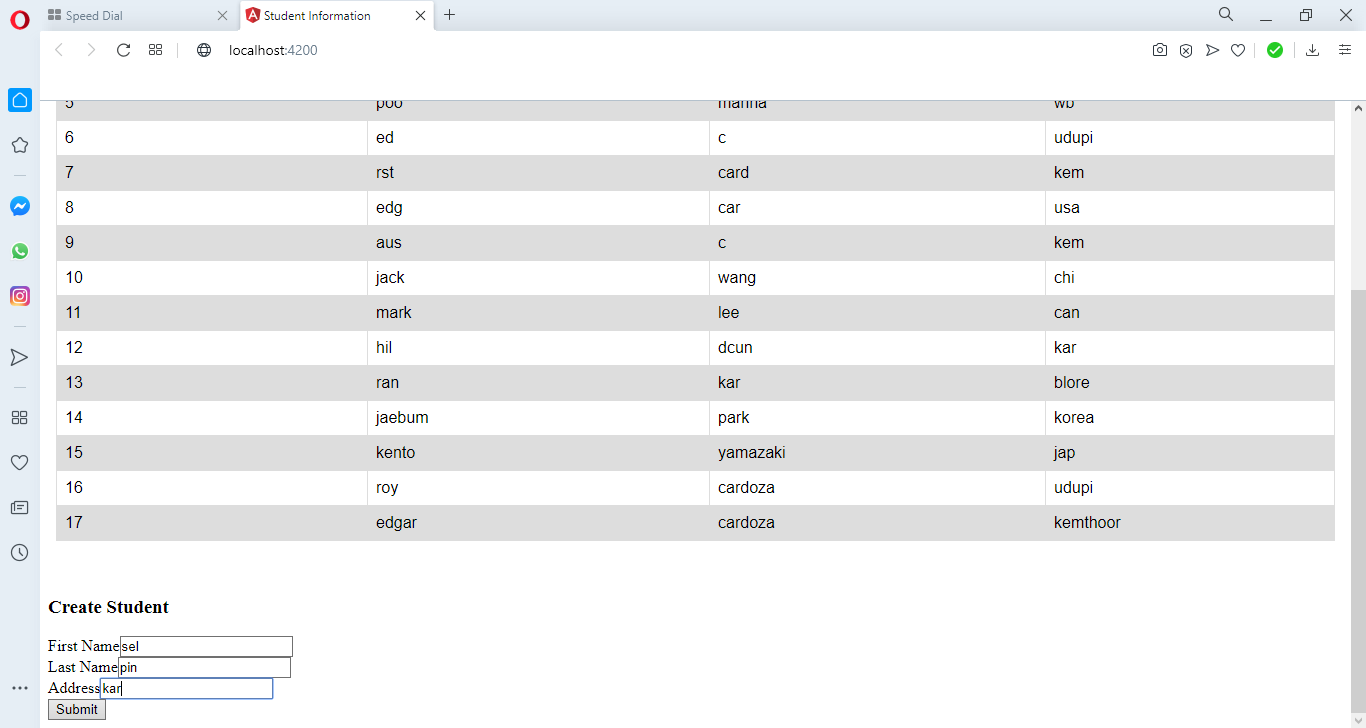 Speed Dial
Student Information
localhost:4200
5 poo manna wb
6 ed c udupi
7 rst card kem
8 edg car usa
9 aus c kem
10 jack wang chi
11 mark lee can
12 hil dcun kar
13 ran kar blore
14 jaebum park korea
15 kento yamazaki jap
16 roy cardoza udupi
17 edgar cardoza kemthoor
Create Student
First Name sel
Last Name pin
Address kar
Submit